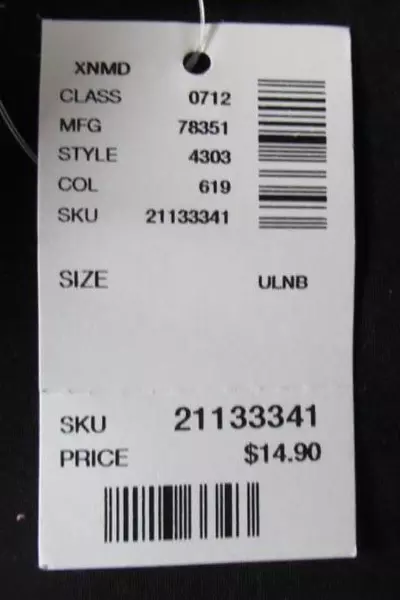 XNMD
CLASS 0712
MFG 78351
STYLE 4303
COL 619
SKU 21133341
SIZE ULNB
SKU 21133341
PRICE $14.90